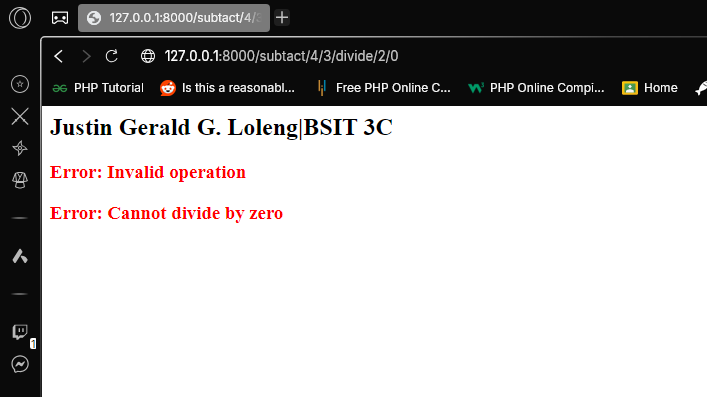 127.0.0.1:8000/subtact/4/3
127.0.0.1:8000/subtact/4/3/divide/2/0
PHP Tutorial Is this a reasonabl... Free PHP Online C... PHP Online Compi... Home
Justin Gerald G. Loleng|BSIT 3C
Error: Invalid operation
Error: Cannot divide by zero
1